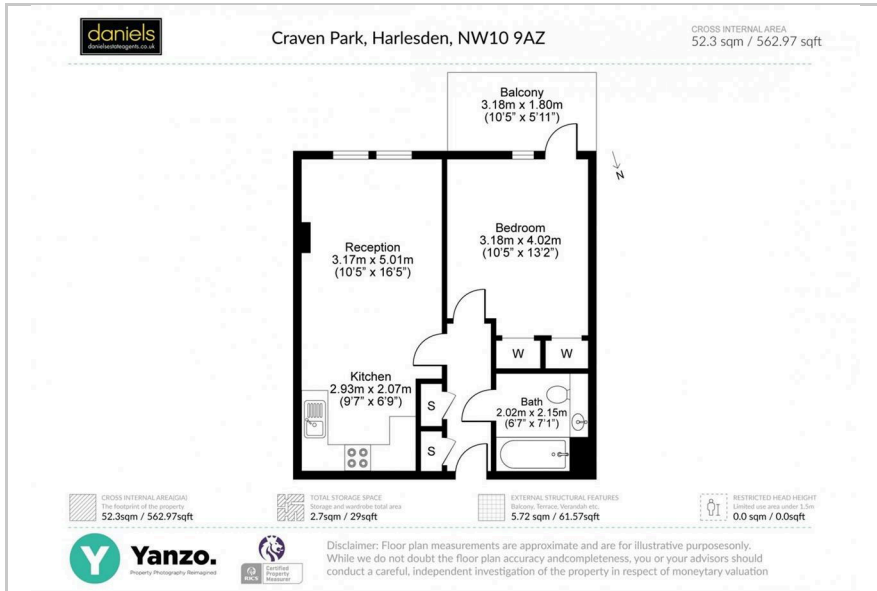 daniels
danielsestateagents.co.uk
Craven Park, Harlesden, NW10 9AZ
CROSS INTERNAL AREA
52.3 sqm / 562.97 sqft
Balcony
3.18m x 1.80m
(10'5" x 5'11")
N
Bedroom
3.18m x 4.02m
(10'5" x 13'2")
Reception
3.17m x 5.01m
(10'5" x 16'5")
W
W
Kitchen
2.93m x 2.07m
(9'7" x 6'9")
S
Bath
2.02m x 2.15m
(6'7" x 7'1")
S
CROSS INTERNAL AREA(GIA)
The footprint of the property
52.3sqm / 562.97sqft
TOTAL STORAGE SPACE
Storage and wardrobe total area
2.7sqm / 29sqft
EXTERNAL STRUCTURAL FEATURES
Balcony, Terrace, Verandah etc.
5.72 sqm / 61.57sqft
RESTRICTED HEAD HEIGHT
Limited use area under 1.5m
0.0 sqm / 0.0sqft
Y
Yanzo.
Property Photography Reimagined
RICS
Certified
Property
Measurer
Disclaimer: Floor plan measurements are approximate and are for illustrative purposesonly.
While we do not doubt the floor plan accuracy andcompleteness, you or your advisors should
conduct a careful, independent investigation of the property in respect of moneytary valuation